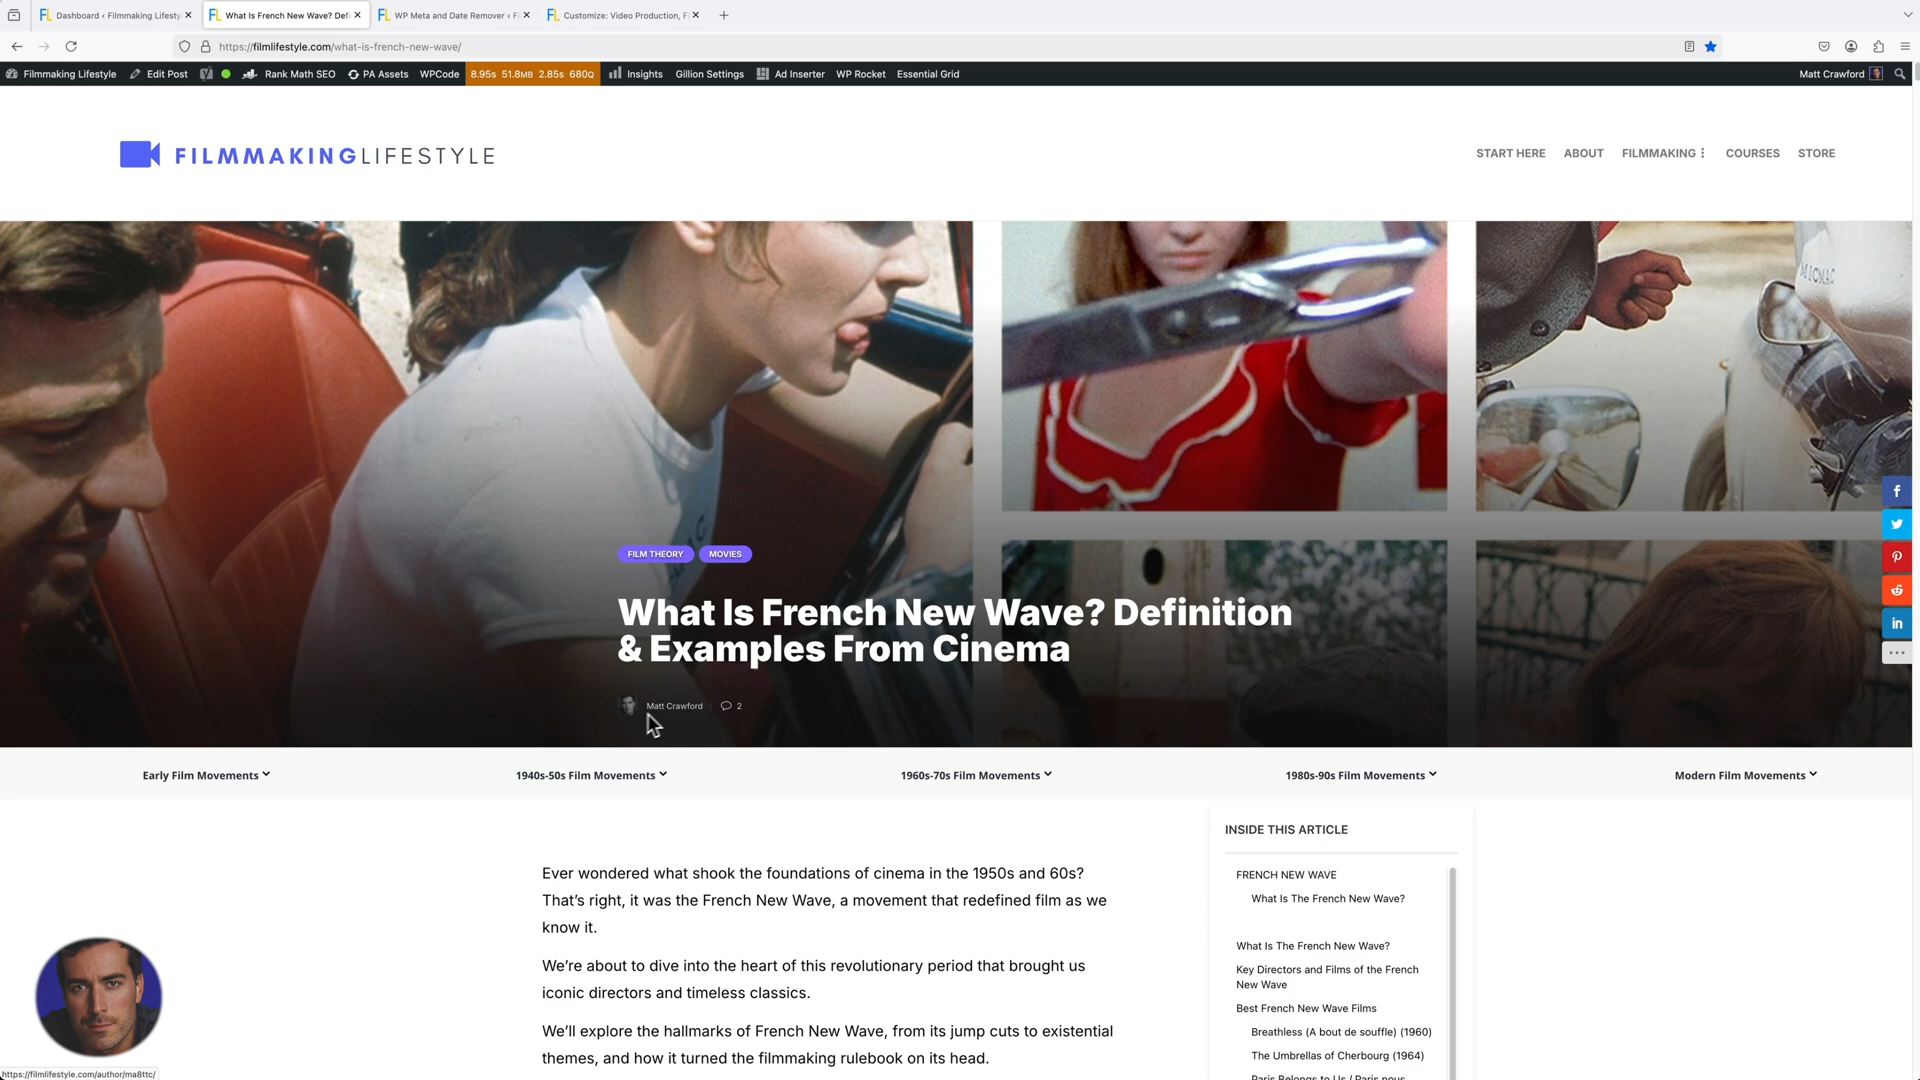 Dashboard ‹ Filmmaking Lifesty
What Is French New Wave? Defi
WP Meta and Date Remover ‹ Fi
Customize: Video Production, F
https://filmlifestyle.com/what-is-french-new-wave/
Filmmaking Lifestyle Edit Post Rank Math SEO PA Assets WPCode 8.95s 51.8MB 2.85s 680Q Insights Gillion Settings Ad Inserter WP Rocket Essential Grid Matt Crawford
FILMMAKINGLIFESTYLE
START HERE ABOUT FILMMAKING COURSES STORE
MICMAC
FILM THEORY MOVIES
What Is French New Wave? Definition
& Examples From Cinema
Matt Crawford 2
Early Film Movements 1940s-50s Film Movements 1960s-70s Film Movements 1980s-90s Film Movements Modern Film Movements
Ever wondered what shook the foundations of cinema in the 1950s and 60s?
That's right, it was the French New Wave, a movement that redefined film as we
know it.
We're about to dive into the heart of this revolutionary period that brought us
iconic directors and timeless classics.
We'll explore the hallmarks of French New Wave, from its jump cuts to existential
themes, and how it turned the filmmaking rulebook on its head.
INSIDE THIS ARTICLE
FRENCH NEW WAVE
What Is The French New Wave?
What Is The French New Wave?
Key Directors and Films of the French
New Wave
Best French New Wave Films
Breathless (A bout de souffle) (1960)
The Umbrellas of Cherbourg (1964)
Paris Belongs to Us / Paris nous
https://filmlifestyle.com/author/ma8ttc/